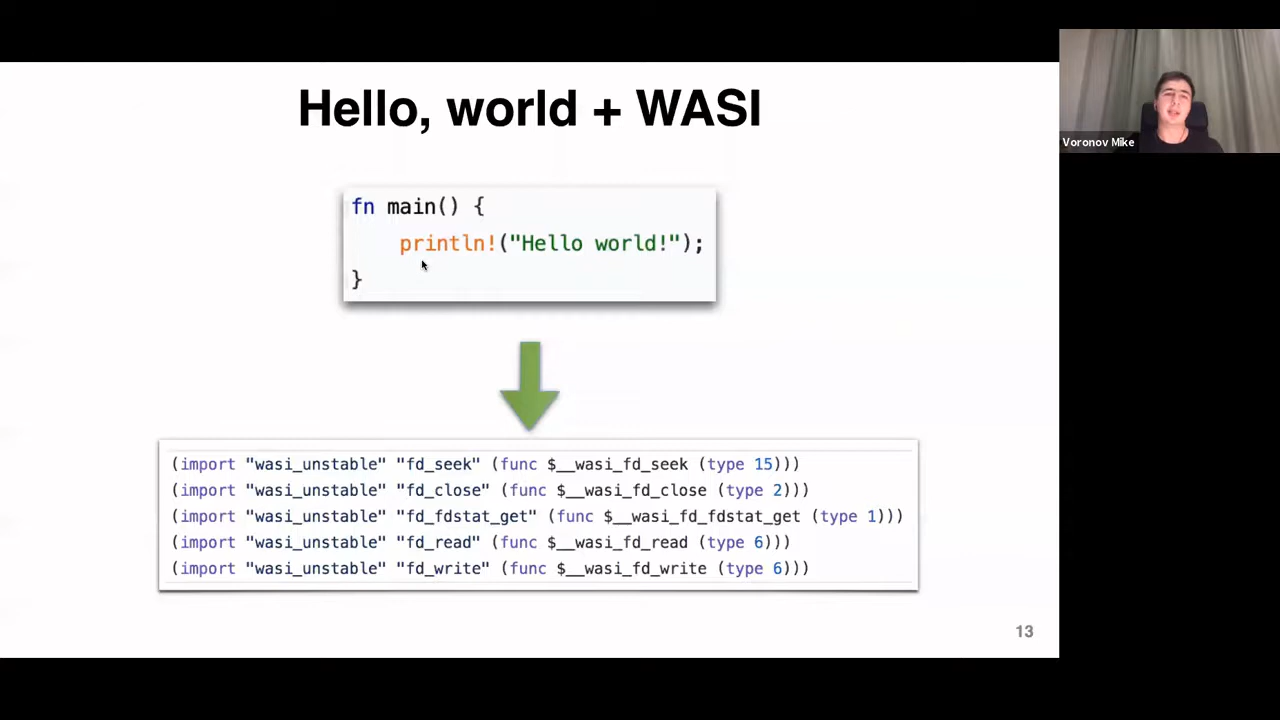 Hello, world + WASI
fn main() {
println!("Hello world!");
}
(import "wasi_unstable" "fd_seek" (func $__wasi_fd_seek (type 15)))
(import "wasi_unstable" "fd_close" (func $__wasi_fd_close (type 2)))
(import "wasi_unstable" "fd_fdstat_get" (func $__wasi_fd_fdstat_get (type 1)))
(import "wasi_unstable" "fd_read" (func $__wasi_fd_read (type 6)))
(import "wasi_unstable" "fd_write" (func $__wasi_fd_write (type 6)))
13
Voronov Mike